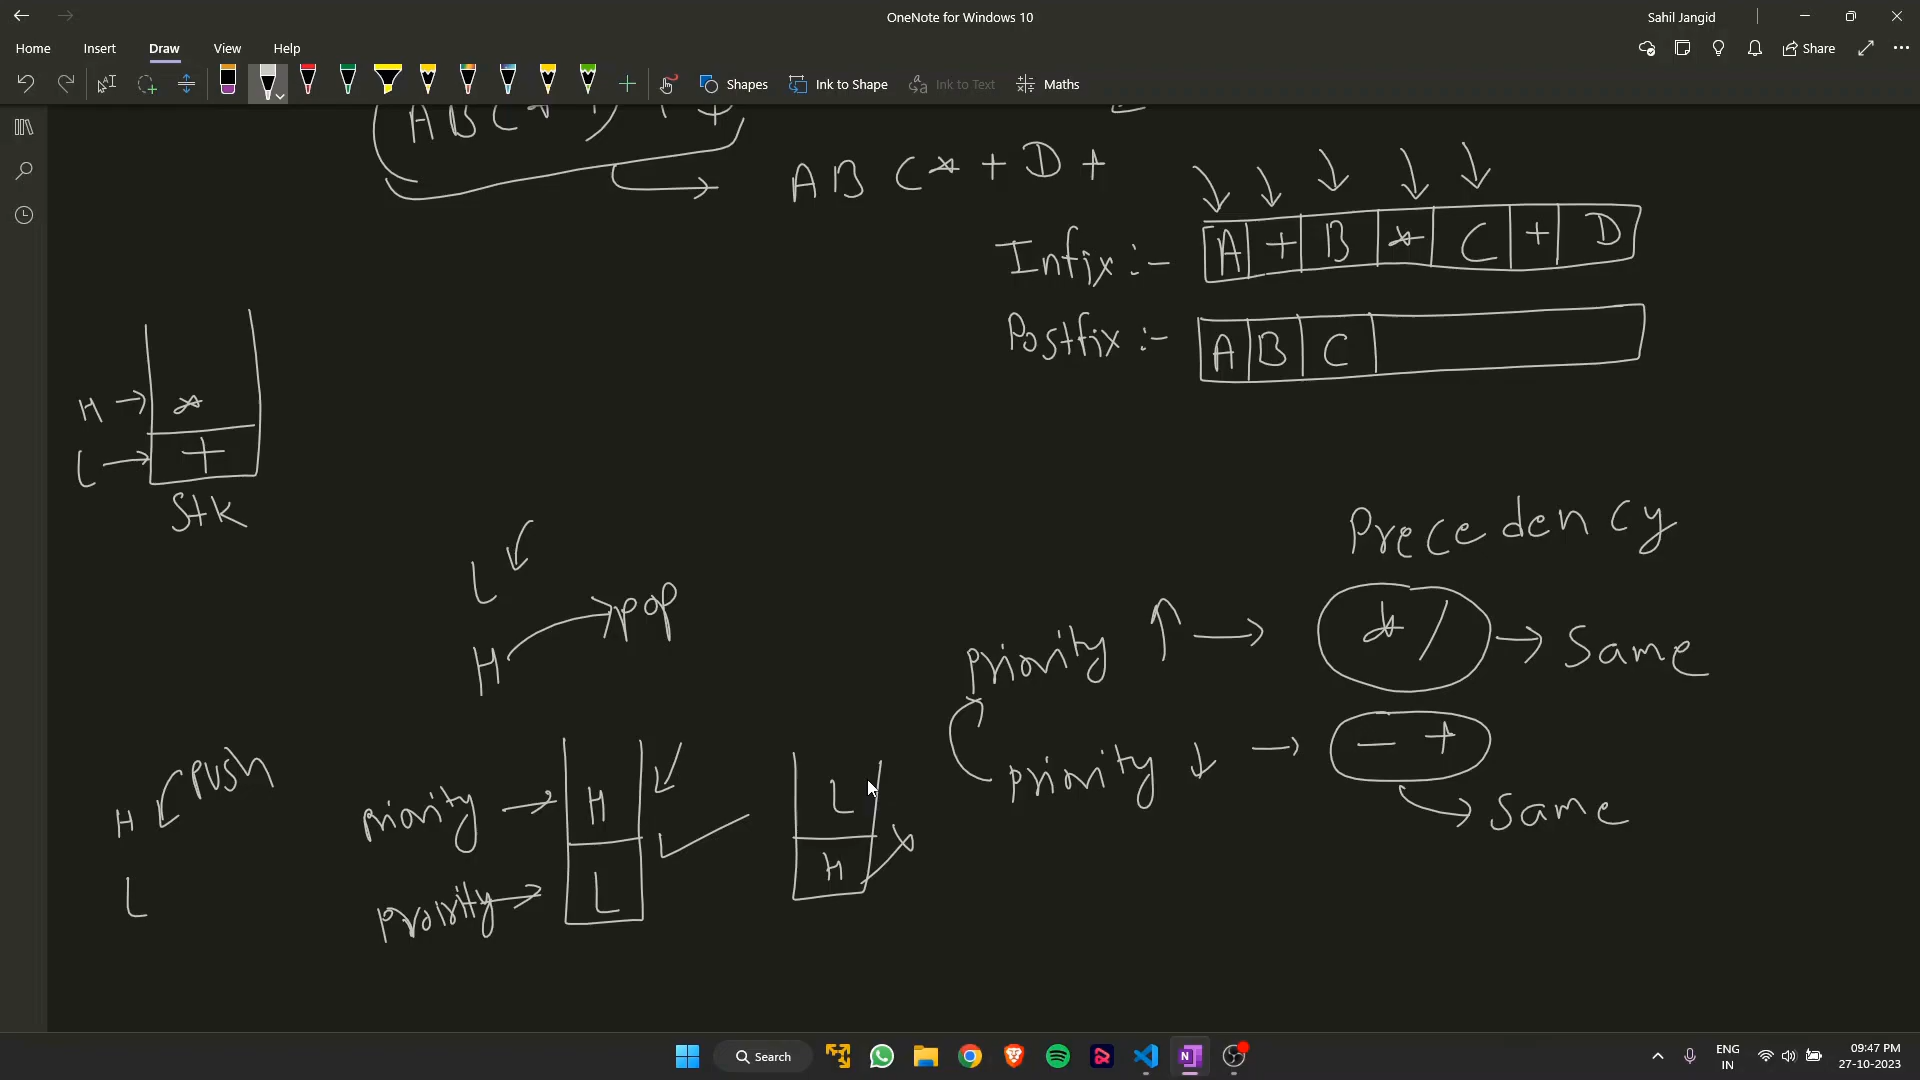 OneNote for Windows 10
Sahil Jangid
Home Insert Draw View Help
Share
Shapes Ink to Shape Ink to Text Maths
A B C * + D +
Infix :- A + B * C + D
Postfix :- A B C
H → *
L → +
Stk
L
H → pop
Precedency
priority ↑ → * / → Same
priority ↓ → - + → Same
H push
L
priority → H
proirity → L
L
H
Search
ENG
IN
09:47 PM
27-10-2023